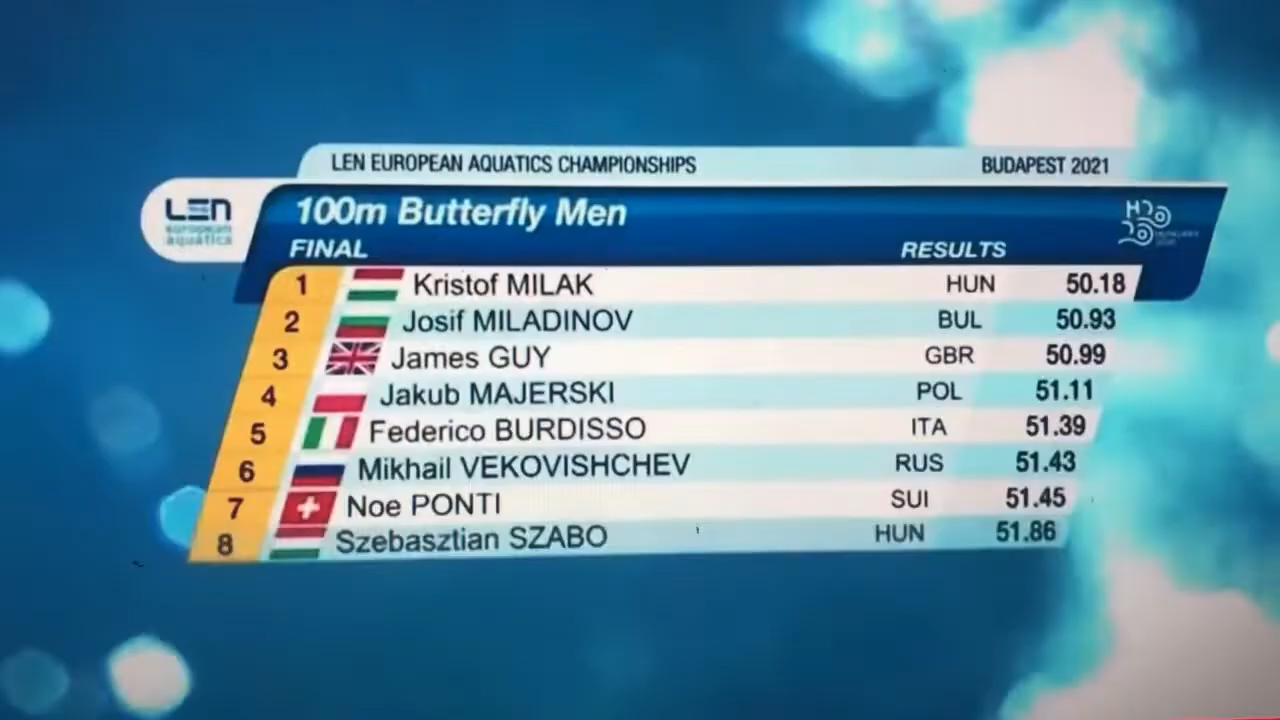 LEN EUROPEAN AQUATICS CHAMPIONSHIPS BUDAPEST 2021
LEN
european
aquatics
100m Butterfly Men
FINAL RESULTS
1 Kristof MILAK HUN 50.18
2 Josif MILADINOV BUL 50.93
3 James GUY GBR 50.99
4 Jakub MAJERSKI POL 51.11
5 Federico BURDISSO ITA 51.39
6 Mikhail VEKOVISHCHEV RUS 51.43
7 Noe PONTI SUI 51.45
8 Szebasztian SZABO HUN 51.86